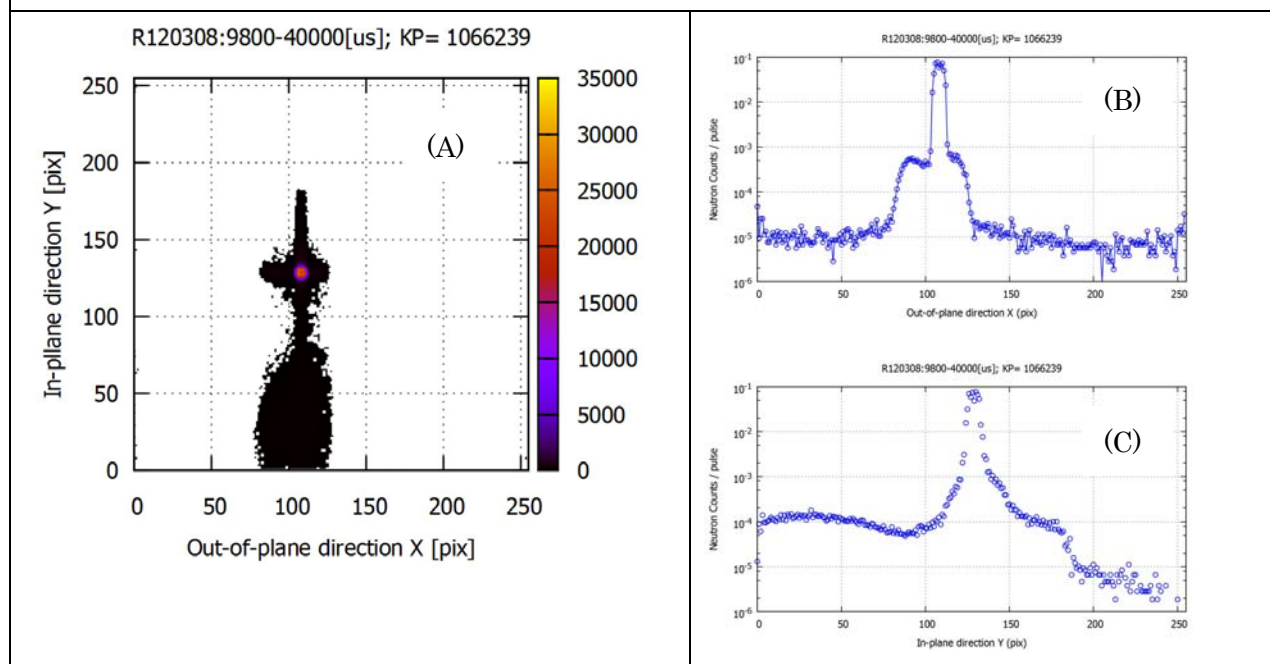 R120308:9800-40000[us]; KP= 1066239
(A)
In-pllane direction Y [pix]
250
200
150
100
50
0
0 50 100 150 200 250
Out-of-plane direction X [pix]
35000
30000
25000
20000
15000
10000
5000
0
R120308:9800-40000[us]; KP= 1066239
(B)
Neutron Counts / pulse
10-1
10-2
10-3
10-4
10-5
10-6
0 50 100 150 200 250
Out-of-plane direction X (pix)
R120308:9800-40000[us]; KP= 1066239
(C)
Neutron Counts / pulse
10-1
10-2
10-3
10-4
10-5
10-6
0 50 100 150 200 250
In-plane direction Y (pix)